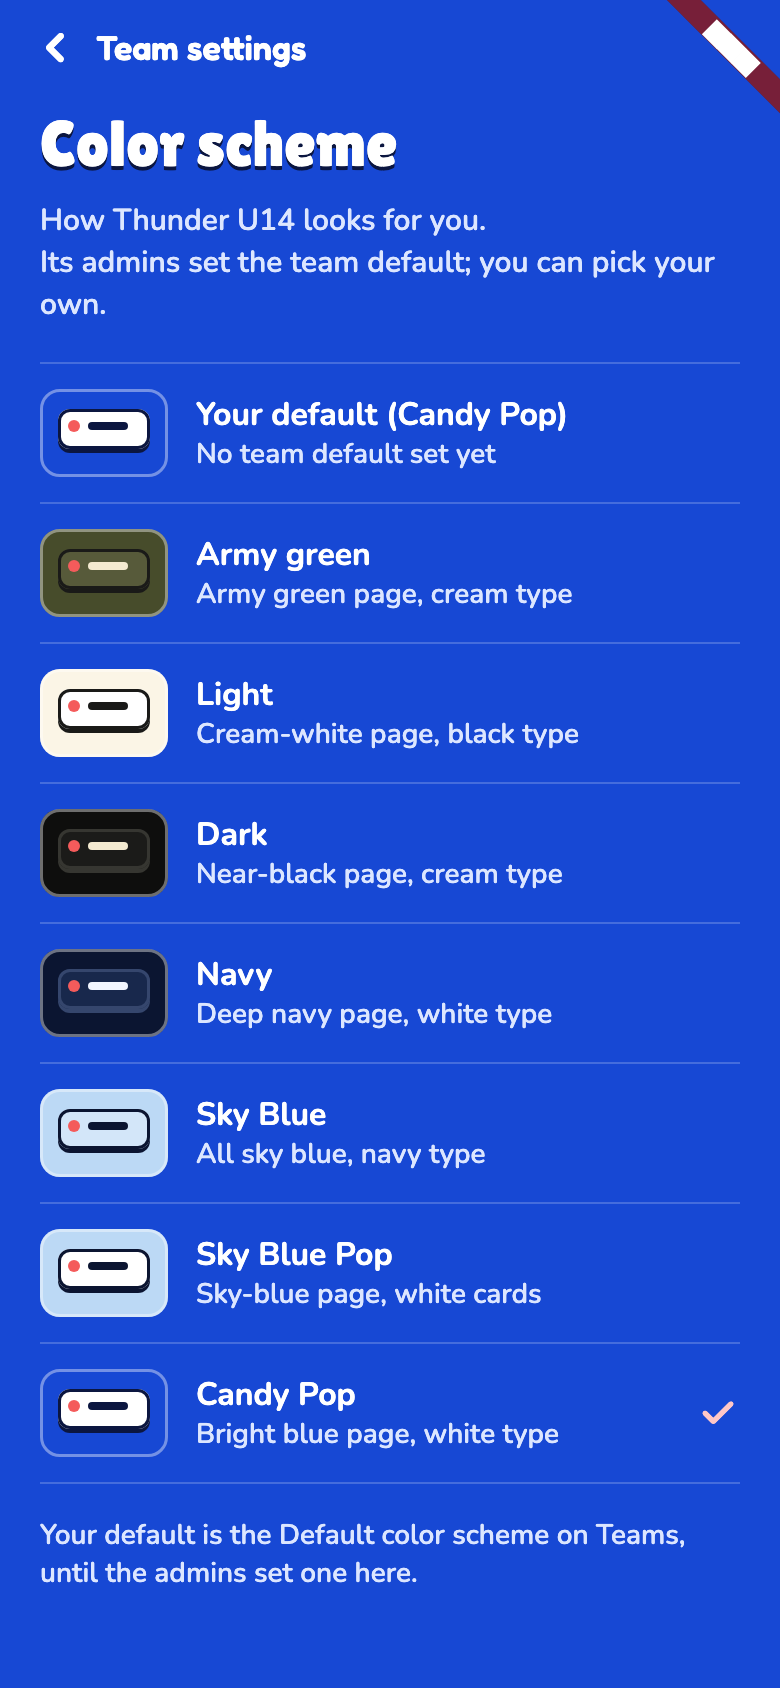 Team settings
Color scheme
How Thunder U14 looks for you.
Its admins set the team default; you can pick your
own.
Your default (Candy Pop)
No team default set yet
Army green
Army green page, cream type
Light
Cream-white page, black type
Dark
Near-black page, cream type
Navy
Deep navy page, white type
Sky Blue
All sky blue, navy type
Sky Blue Pop
Sky-blue page, white cards
Candy Pop
Bright blue page, white type
Your default is the Default color scheme on Teams,
until the admins set one here.